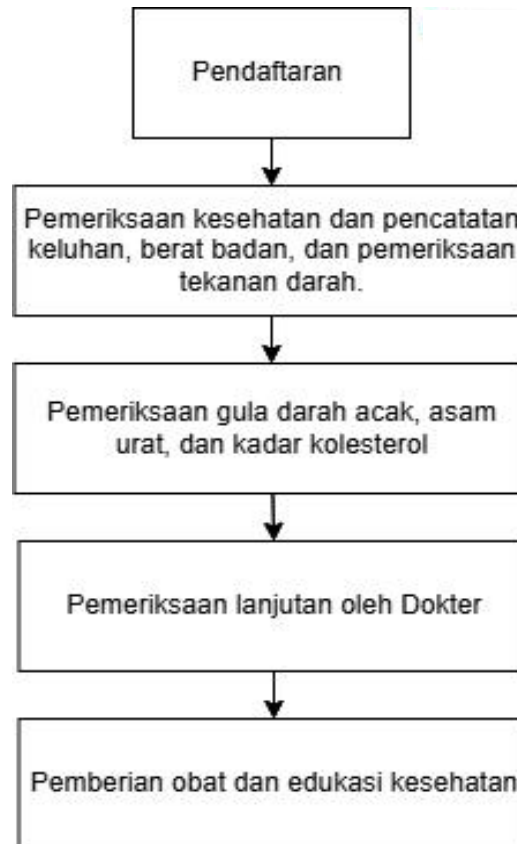 Pendaftaran
Pemeriksaan kesehatan dan pencatatan
keluhan, berat badan, dan pemeriksaan
tekanan darah.
Pemeriksaan gula darah acak, asam
urat, dan kadar kolesterol
Pemeriksaan lanjutan oleh Dokter
Pemberian obat dan edukasi kesehatan